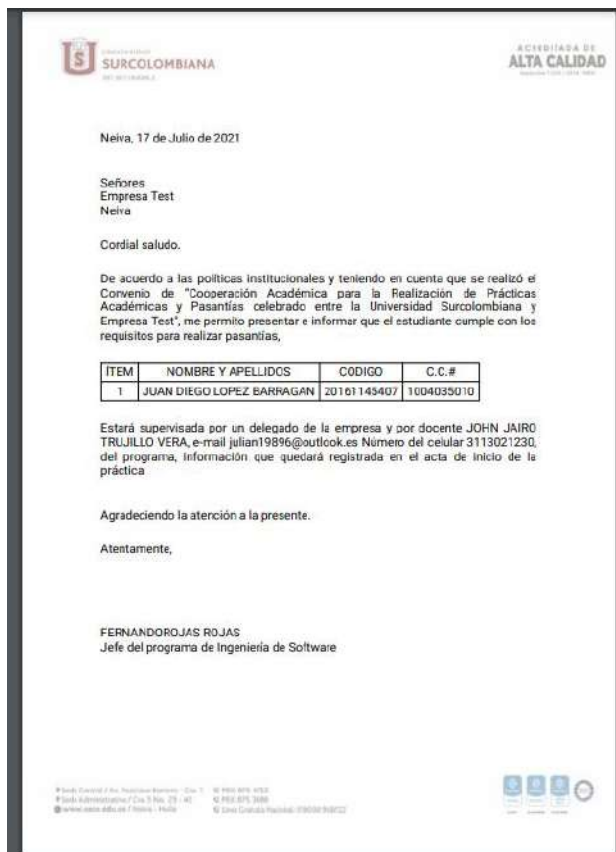 SURCOLOMBIANA
ACREDITADA DE
ALTA CALIDAD
Neiva, 17 de Julio de 2021
Señores
Empresa Test
Neiva
Cordial saludo.
De acuerdo a las políticas institucionales y teniendo en cuenta que se realizó el
Convenio de "Cooperación Académica para la Realización de Prácticas
Académicas y Pasantías celebrado entre la Universidad Surcolombiana y
Empresa Test", me permito presentar e informar que el estudiante cumple con los
requisitos para realizar pasantías,
ÍTEM NOMBRE Y APELLIDOS CODIGO C.C.#
1 JUAN DIEGO LOPEZ BARRAGAN 20161145407 1004035010
Estará supervisada por un delegado de la empresa y por docente JOHN JAIRO
TRUJILLO VERA, e-mail julian19896@outlook.es Número del celular 3113021230,
del programa, Información que quedará registrada en el acta de inicio de la
práctica
Agradeciendo la atención a la presente.
Atentamente,
FERNANDOROJAS ROJAS
Jefe del programa de Ingeniería de Software